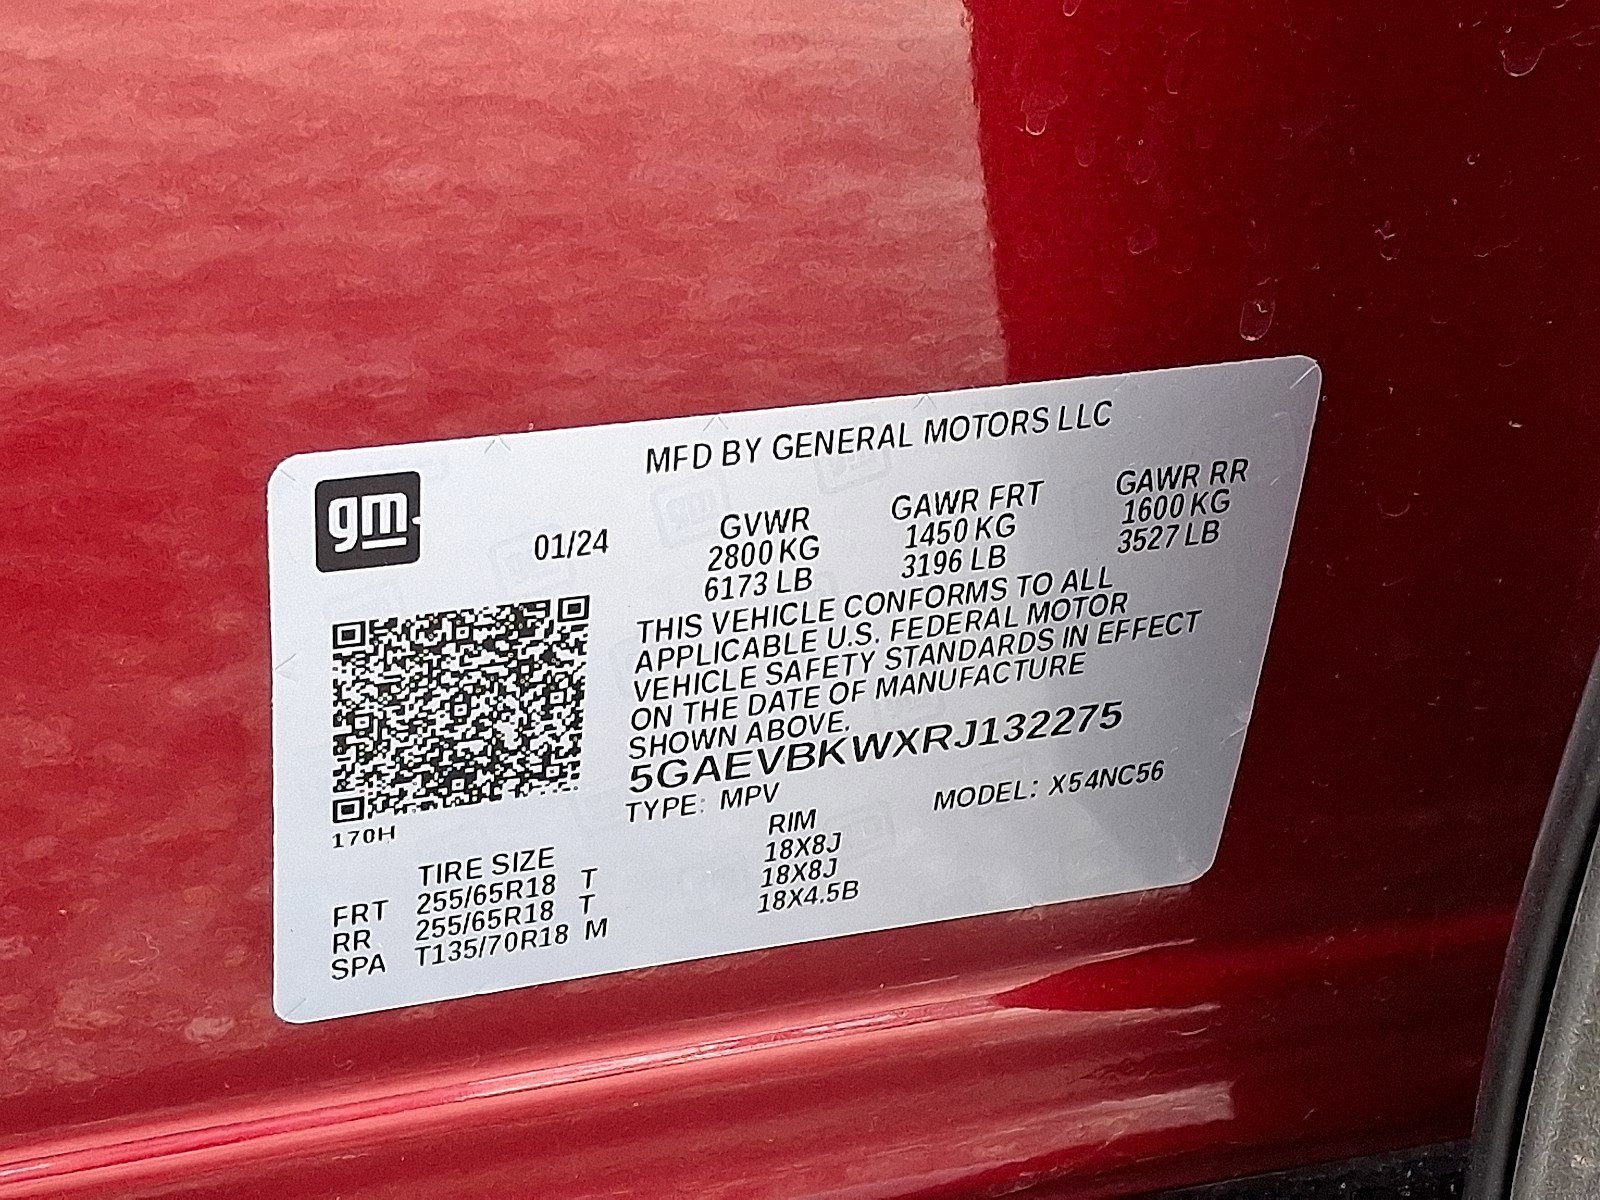 gm
MFD BY GENERAL MOTORS LLC
01/24
GVWR
2800 KG
6173 LB
GAWR FRT
1450 KG
3196 LB
GAWR RR
1600 KG
3527 LB
THIS VEHICLE CONFORMS TO ALL
APPLICABLE U.S. FEDERAL MOTOR
VEHICLE SAFETY STANDARDS IN EFFECT
ON THE DATE OF MANUFACTURE
SHOWN ABOVE.
5GAEVBKWXRJ132275
TYPE: MPV MODEL: X54NC56
170H
TIRE SIZE RIM
FRT 255/65R18 T 18X8J
RR 255/65R18 T 18X8J
SPA T135/70R18 M 18X4.5B